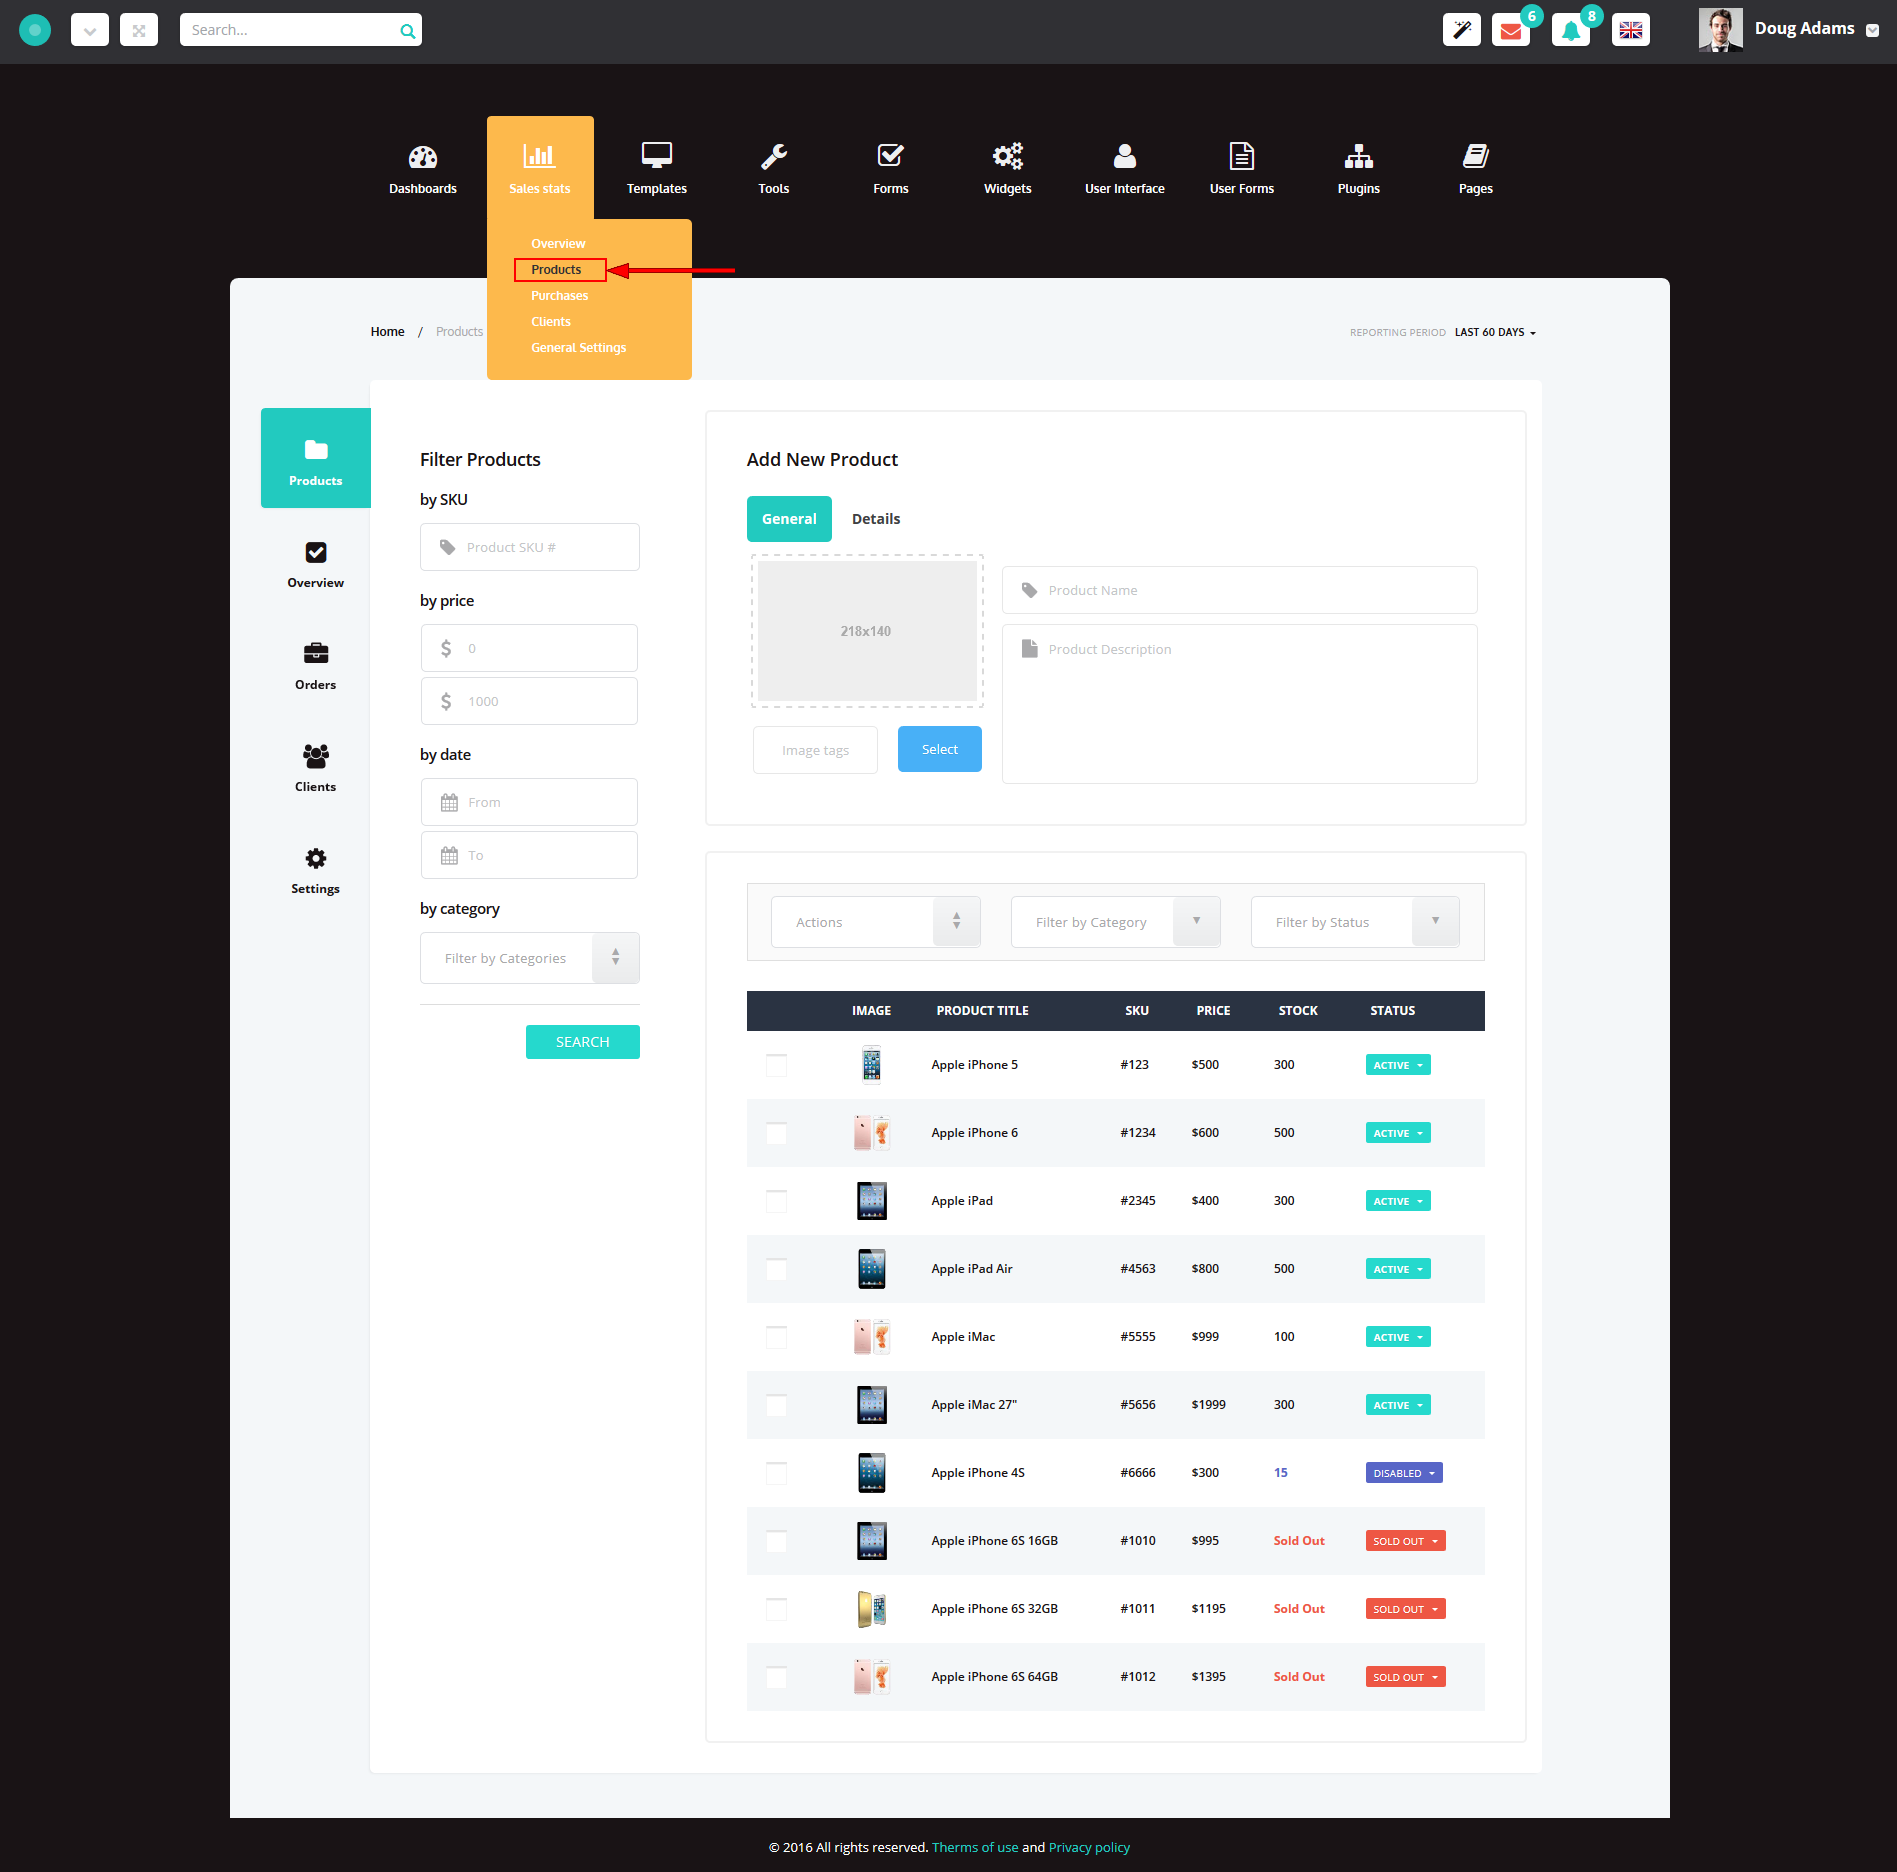 Search...
6
8
Doug Adams
Dashboards
Sales stats
Templates
Tools
Forms
Widgets
User Interface
User Forms
Plugins
Pages
Overview
Products
Purchases
Clients
General Settings
Home / Products
REPORTING PERIOD LAST 60 DAYS
Products
Overview
Orders
Clients
Settings
Filter Products
by SKU
Product SKU #
by price
$ 0
$ 1000
by date
From
To
by category
Filter by Categories
SEARCH
Add New Product
General Details
218x140
Image tags
Select
Product Name
Product Description
Actions
Filter by Category
Filter by Status
IMAGE PRODUCT TITLE SKU PRICE STOCK STATUS
Apple iPhone 5 #123 $500 300 ACTIVE
Apple iPhone 6 #1234 $600 500 ACTIVE
Apple iPad #2345 $400 300 ACTIVE
Apple iPad Air #4563 $800 500 ACTIVE
Apple iMac #5555 $999 100 ACTIVE
Apple iMac 27" #5656 $1999 300 ACTIVE
Apple iPhone 4S #6666 $300 15 DISABLED
Apple iPhone 6S 16GB #1010 $995 Sold Out SOLD OUT
Apple iPhone 6S 32GB #1011 $1195 Sold Out SOLD OUT
Apple iPhone 6S 64GB #1012 $1395 Sold Out SOLD OUT
© 2016 All rights reserved. Therms of use and Privacy policy